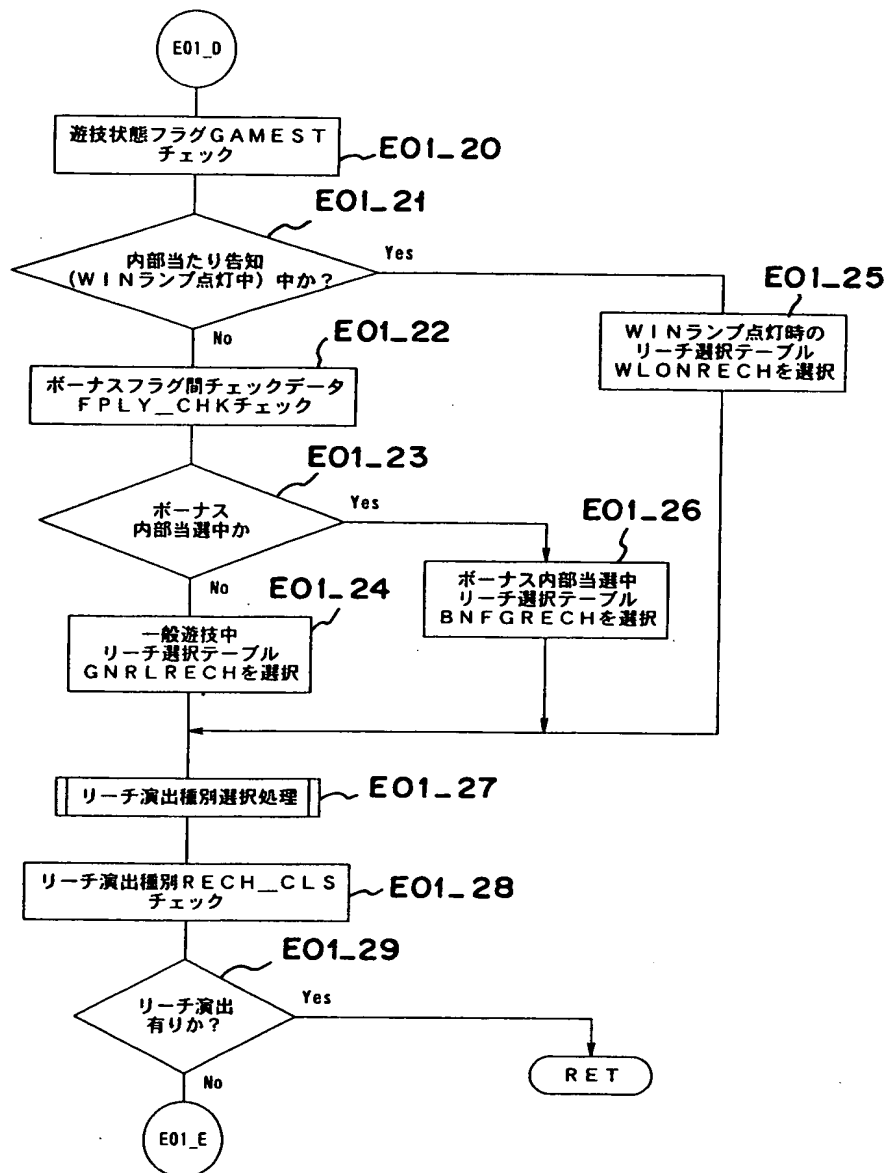 E01_D
遊技状態フラグGAMEST
チェック
E01_20
E01_21
内部当たり告知
(WINランプ点灯中)中か?
Yes
No
E01_25
WINランプ点灯時の
リーチ選択テーブル
WLONRECHを選択
E01_22
ボーナスフラグ間チェックデータ
FPLY_CHKチェック
E01_23
ボーナス
内部当選中か
Yes
No
E01_26
ボーナス内部当選中
リーチ選択テーブル
BNFGRECHを選択
E01_24
一般遊技中
リーチ選択テーブル
GNRLRECHを選択
リーチ演出種別選択処理
E01_27
リーチ演出種別RECH_CLS
チェック
E01_28
E01_29
リーチ演出
有りか?
Yes
No
RET
E01_E